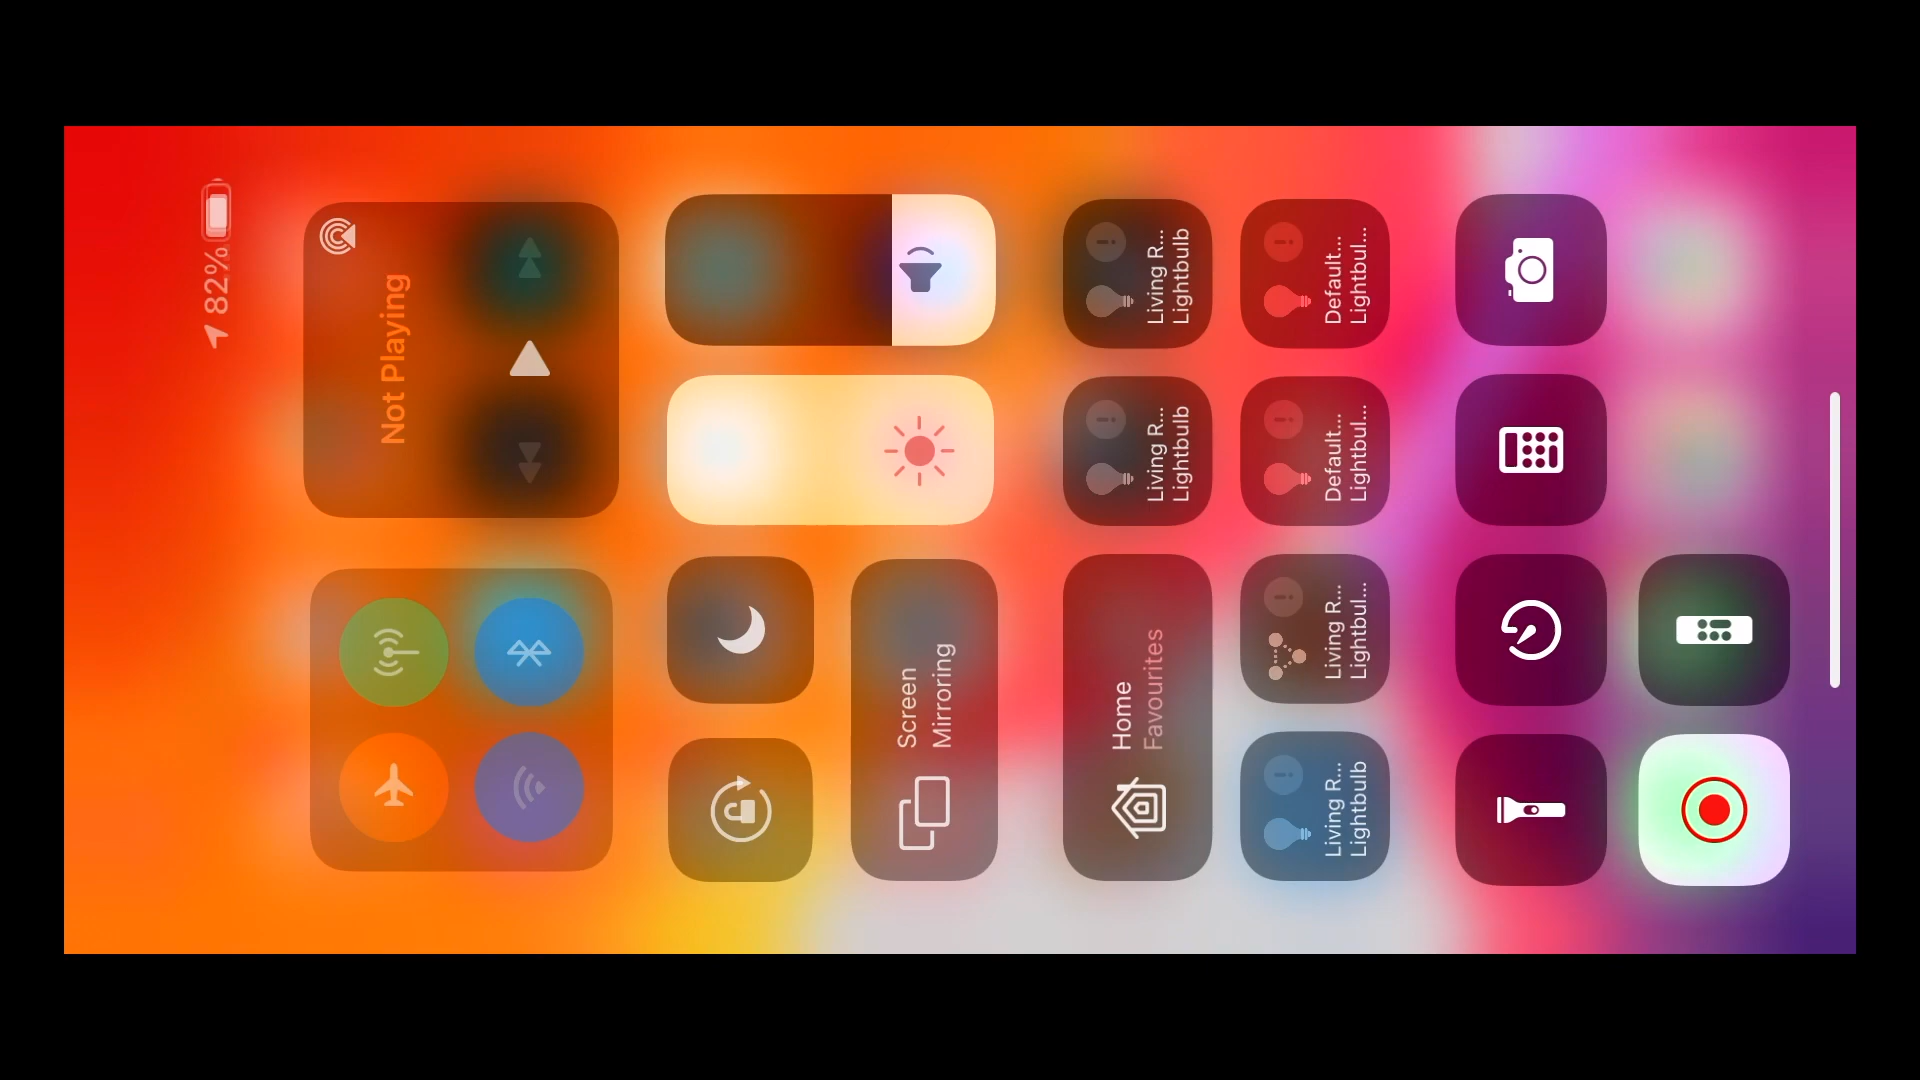 82%
Not Playing
Screen
Mirroring
Home
Favourites
Living R...
Lightbulb
Living R...
Lightbulb
Living R...
Lightbulb
Living R...
Lightbul...
Default...
Lightbul...
Default...
Lightbul...